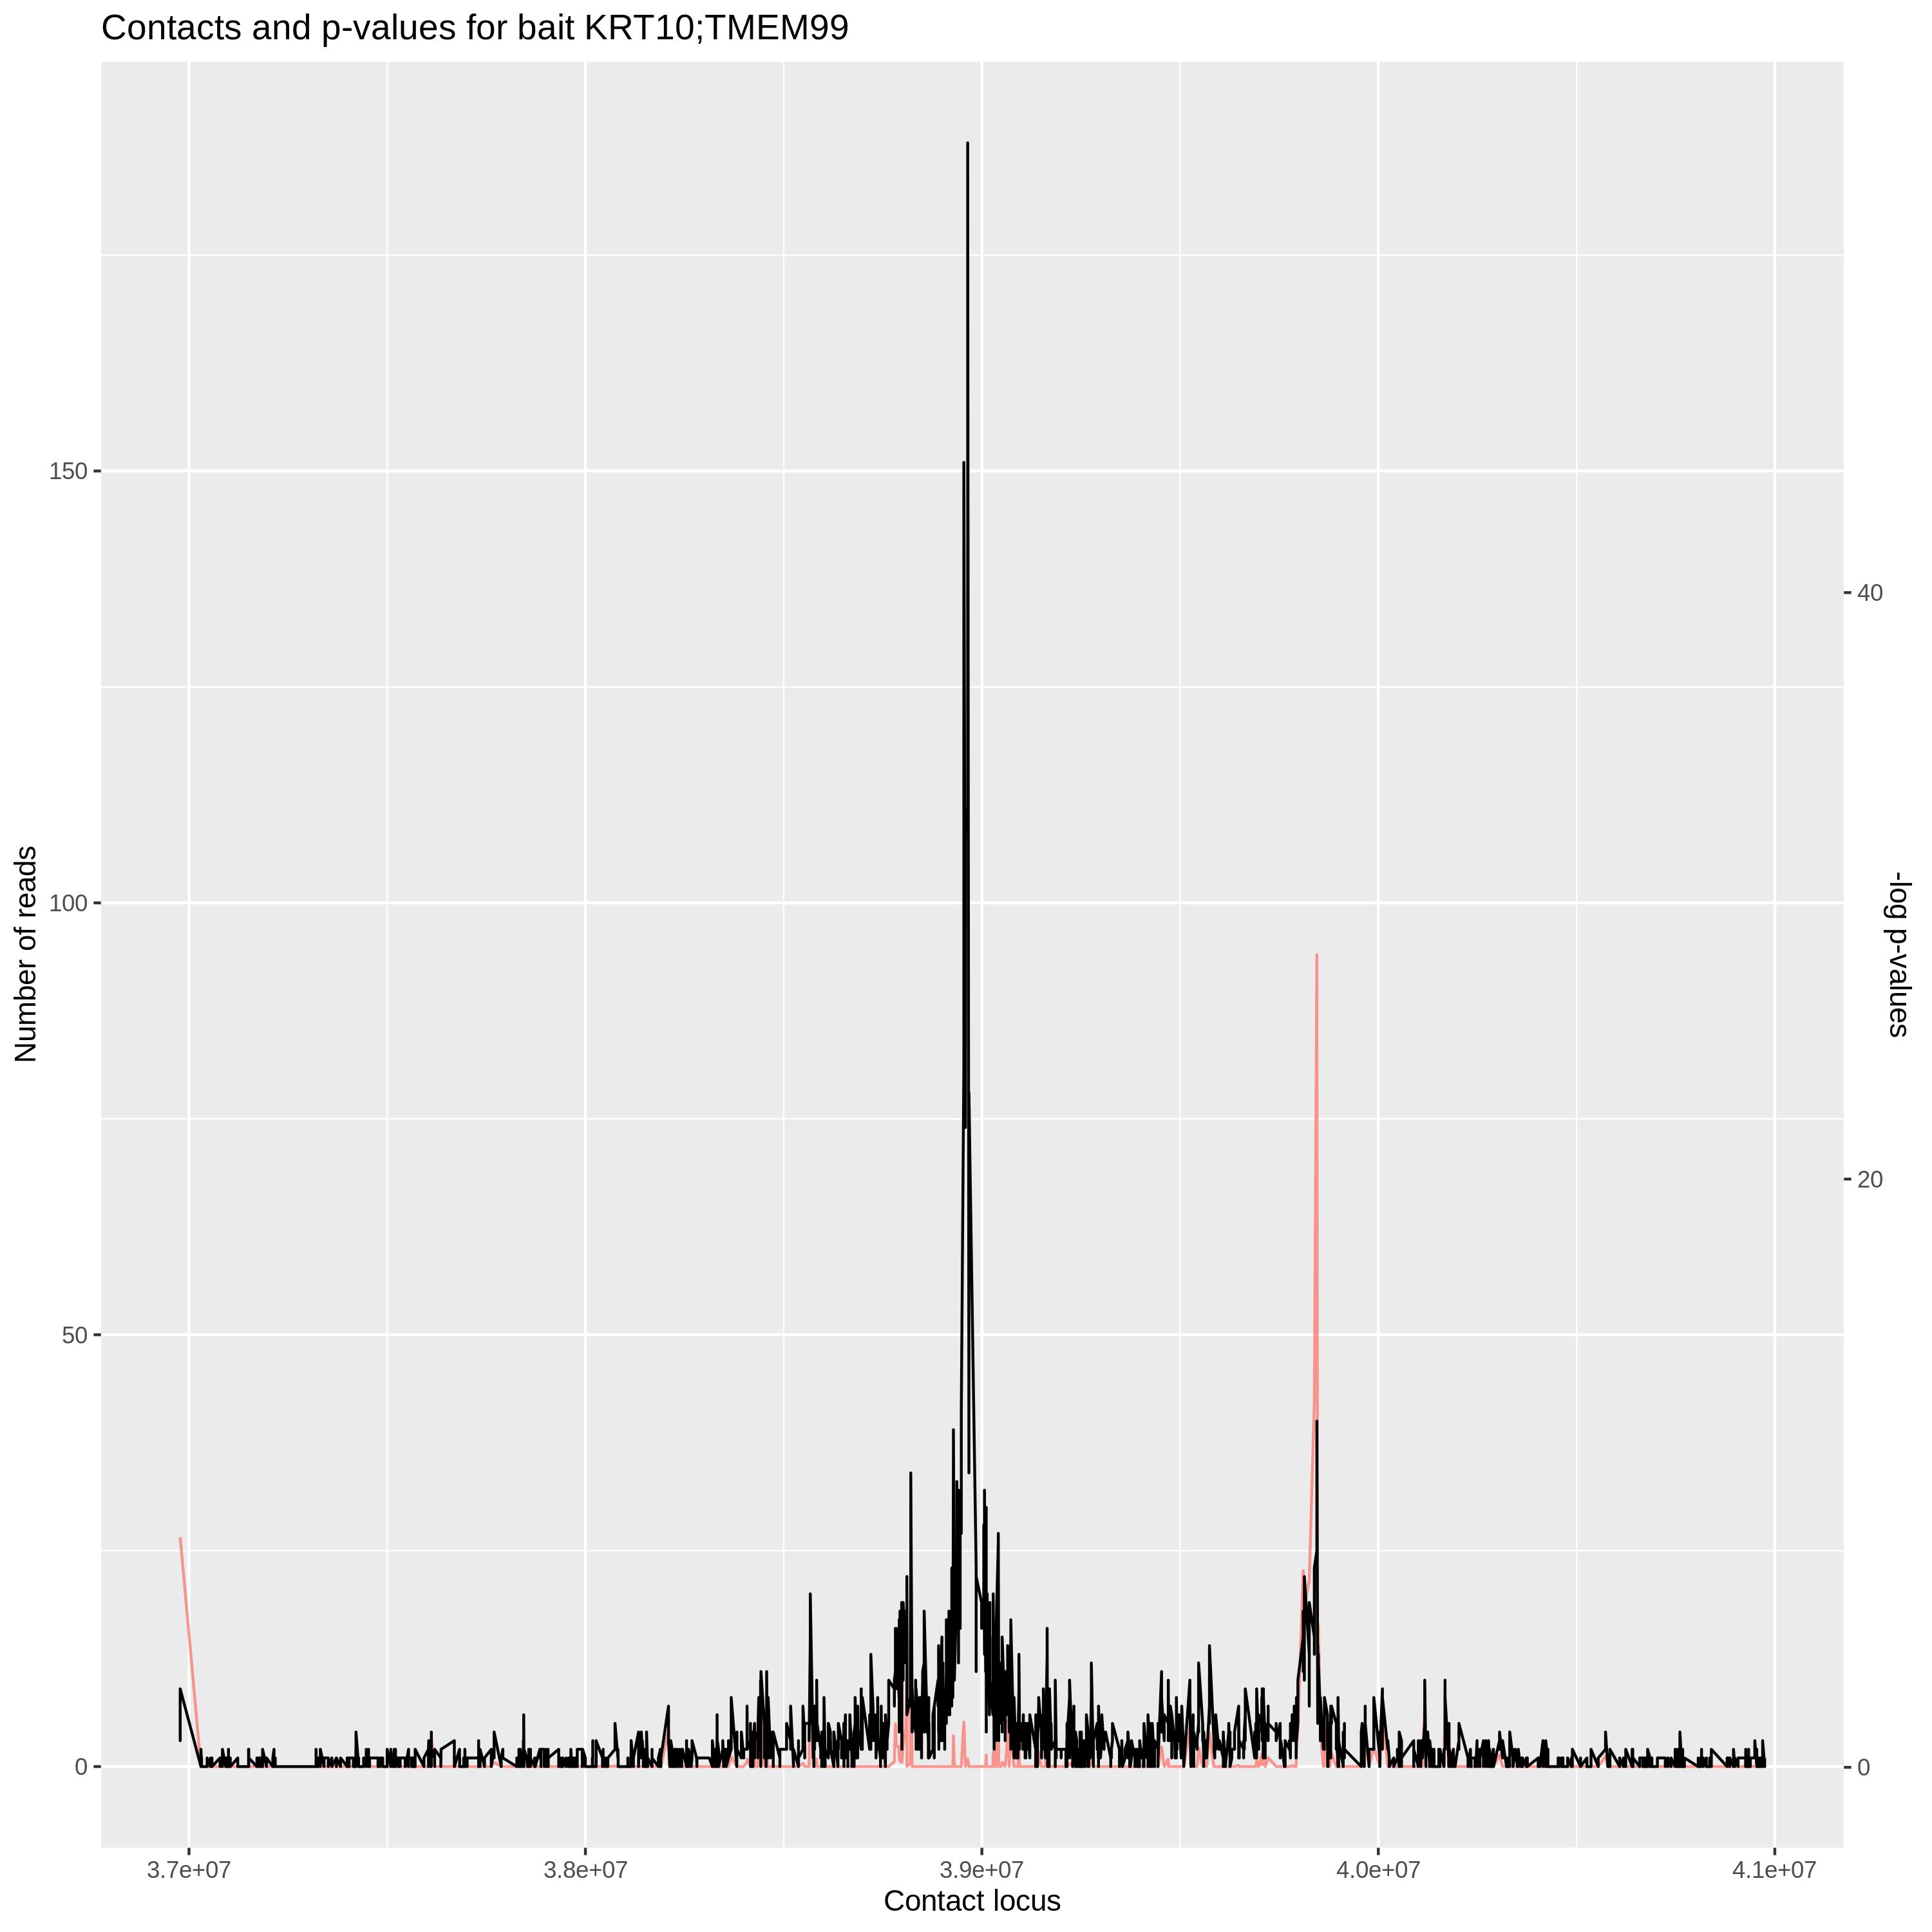 Contacts and p-values for bait KRT10;TMEM99
150
100
50
0
40
20
0
Number of reads
-log p-values
3.7e+07
3.8e+07
3.9e+07
4.0e+07
4.1e+07
Contact locus